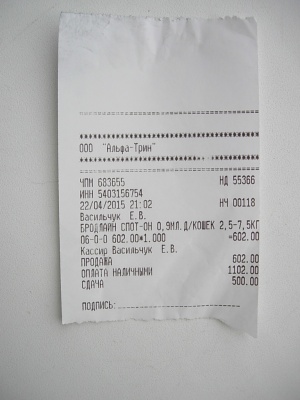 ООО "Альфа-Трин"
ЧПМ 683655 НД 55366
ИНН 5403156754
22/04/2015 21:02 НЧ 00118
Васильчук Е.В.
БРОДЛАЙН СПОТ-ОН 0,9МЛ.Д/КОШЕК 2,5-7,5КГ
06-0-0 602.00*1.000 =602.00
Кассир Васильчук Е.В.
ПРОДАЖА 602.00
ОПЛАТА НАЛИЧНЫМИ 1102.00
СДАЧА 500.00
ПОДПИСЬ: